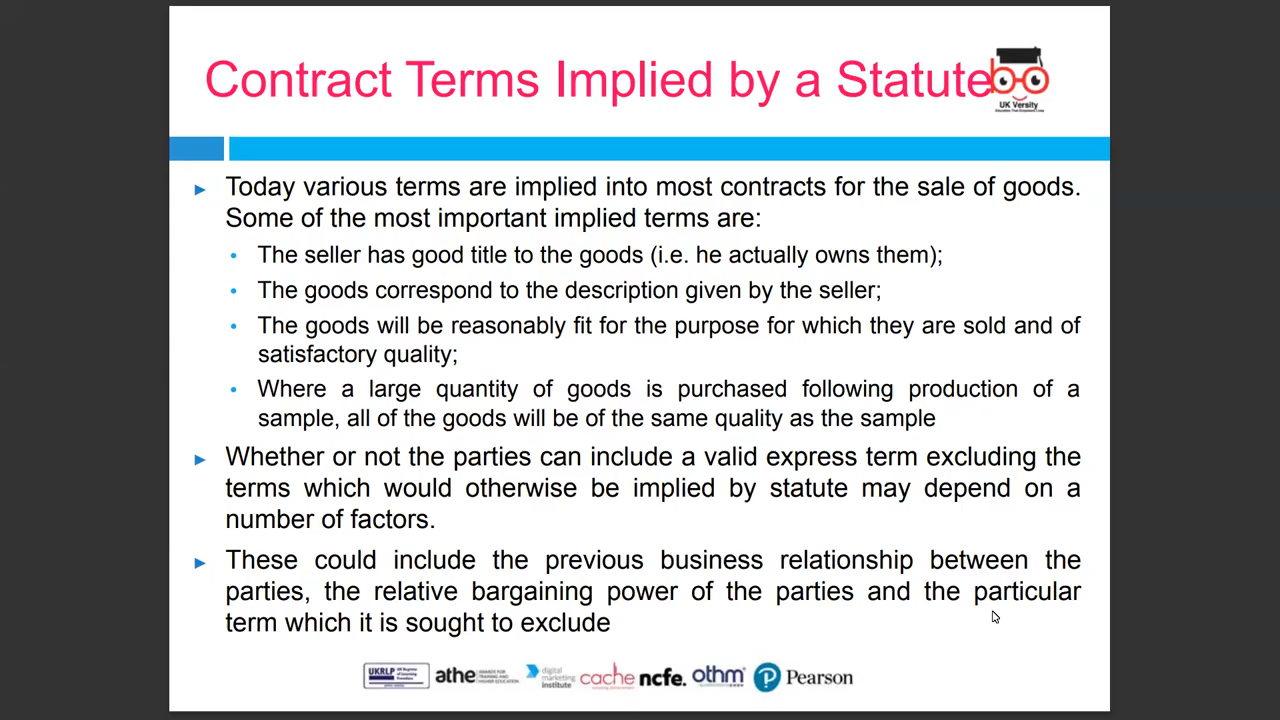 Contract Terms Implied by a Statute
UK Versity
Today various terms are implied into most contracts for the sale of goods.
Some of the most important implied terms are:
The seller has good title to the goods (i.e. he actually owns them);
The goods correspond to the description given by the seller;
The goods will be reasonably fit for the purpose for which they are sold and of
satisfactory quality;
Where a large quantity of goods is purchased following production of a
sample, all of the goods will be of the same quality as the sample
Whether or not the parties can include a valid express term excluding the
terms which would otherwise be implied by statute may depend on a
number of factors.
These could include the previous business relationship between the
parties, the relative bargaining power of the parties and the particular
term which it is sought to exclude
UKRLP
athe
digital
marketing
institute
cache
ncfe.
othm
Pearson